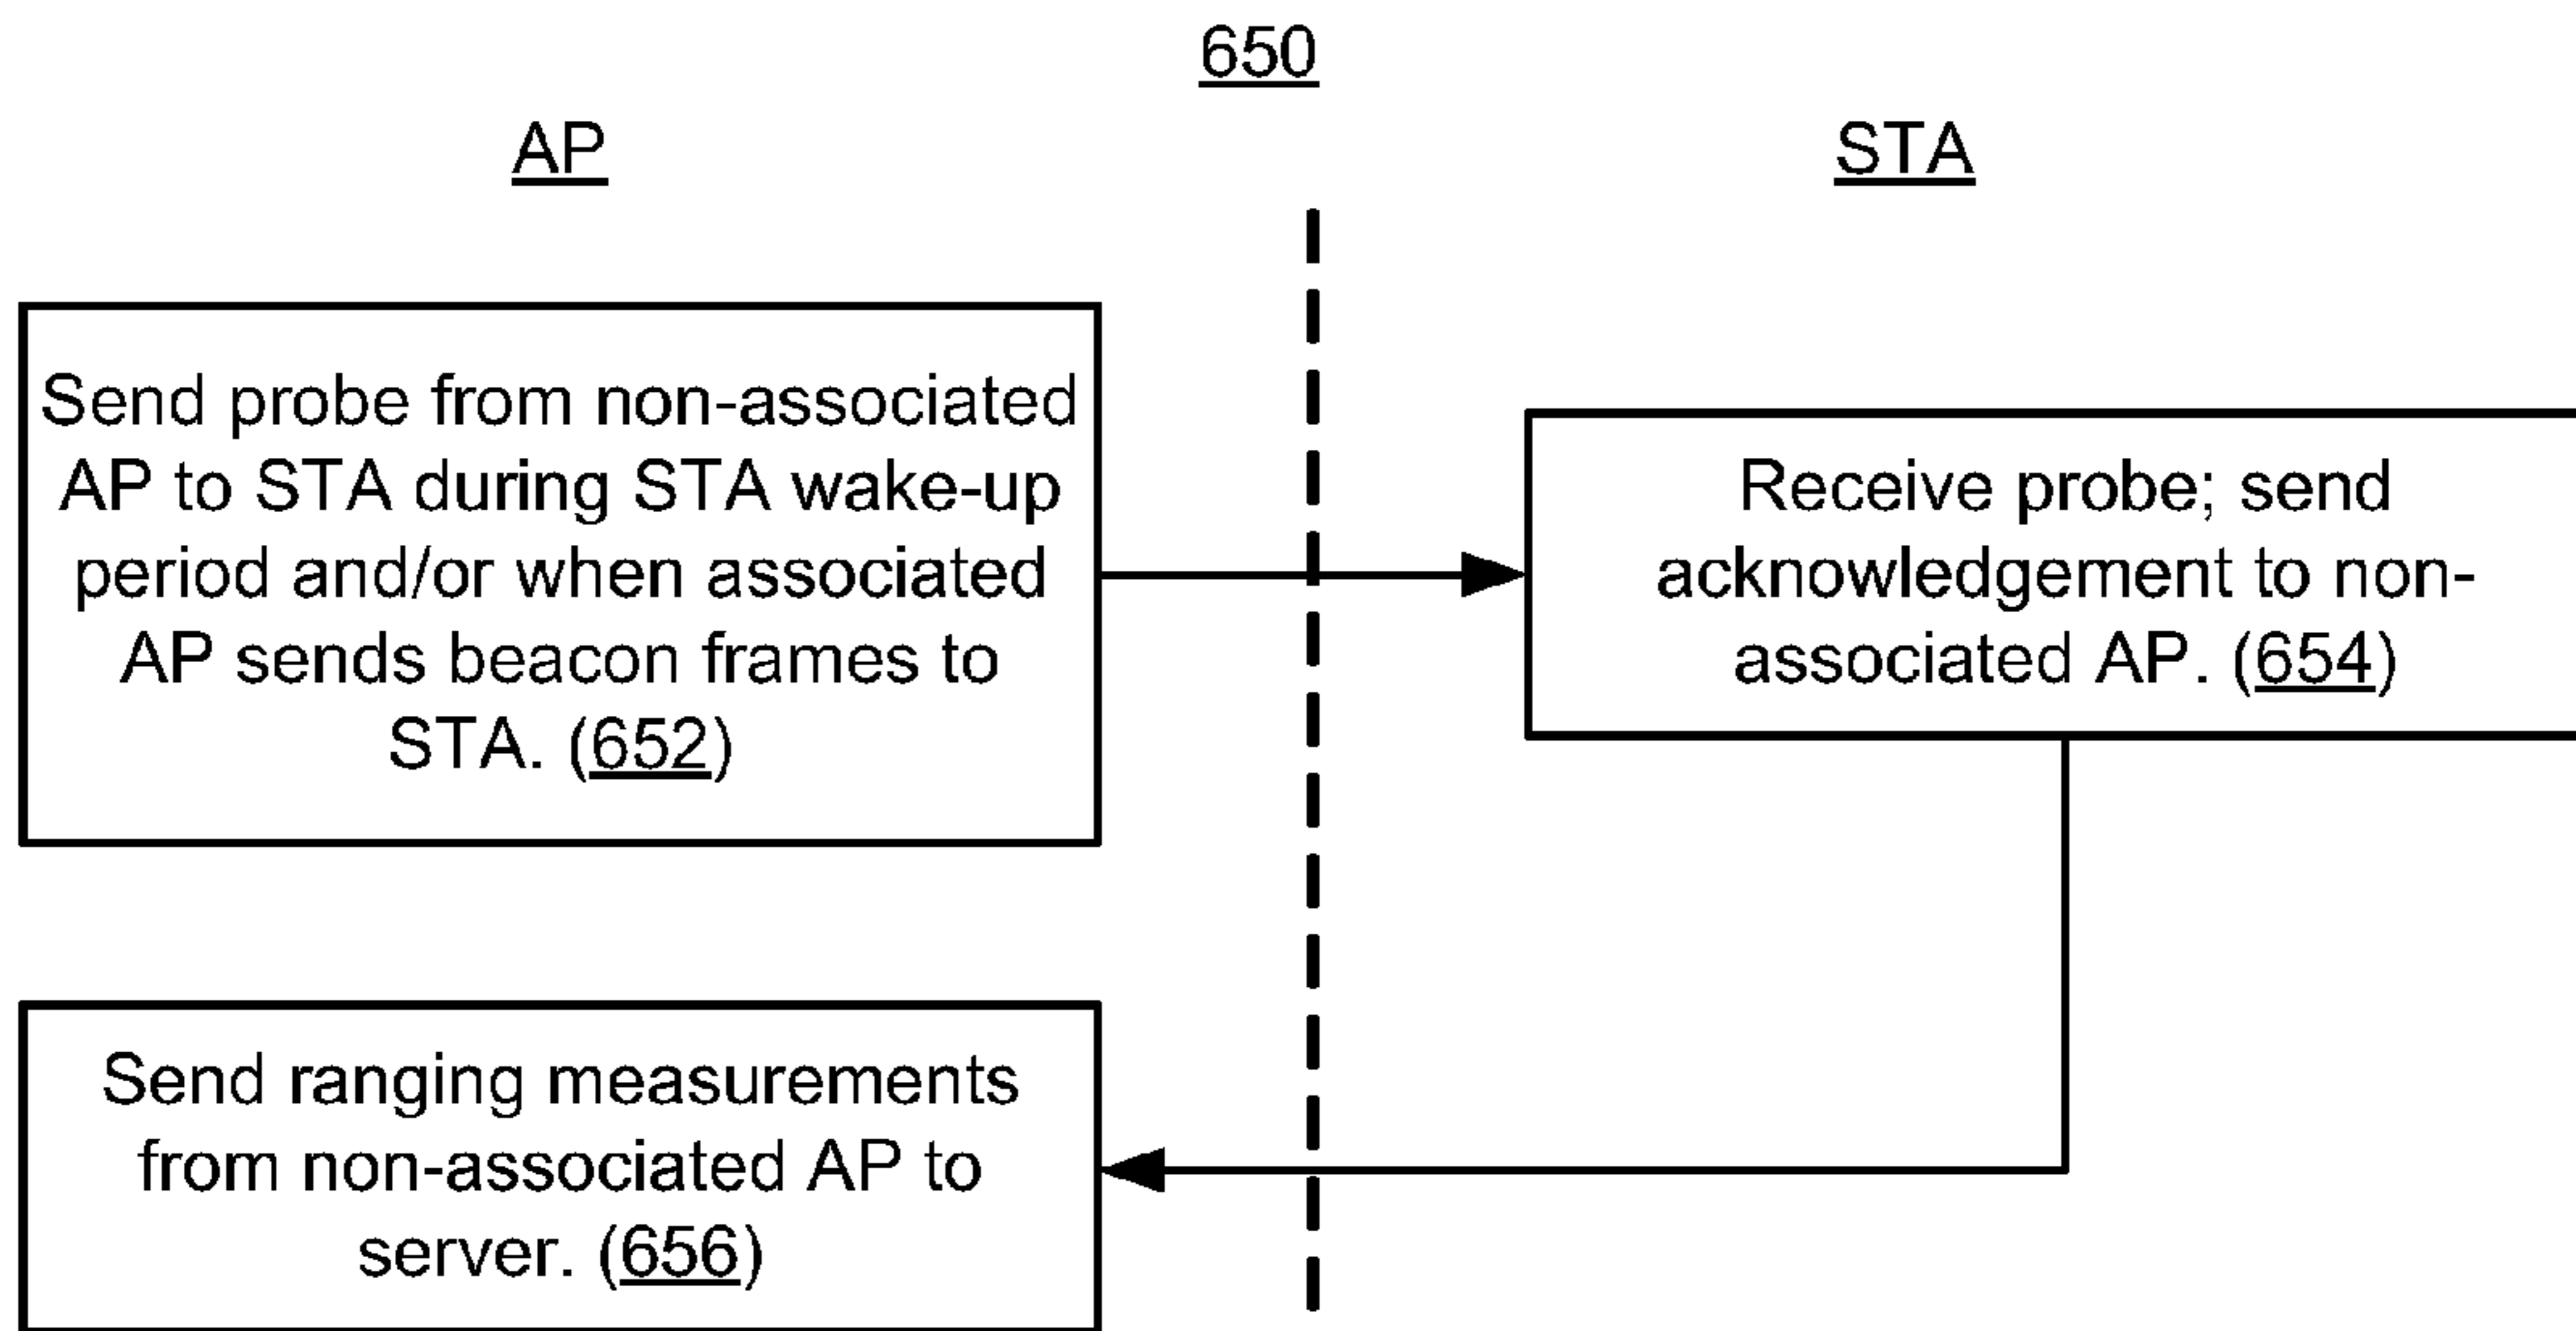 650
AP
STA
Send probe from non-associated
AP to STA during STA wake-up
period and/or when associated
AP sends beacon frames to
STA. (652)
Receive probe; send
acknowledgement to non-
associated AP. (654)
Send ranging measurements
from non-associated AP to
server. (656)